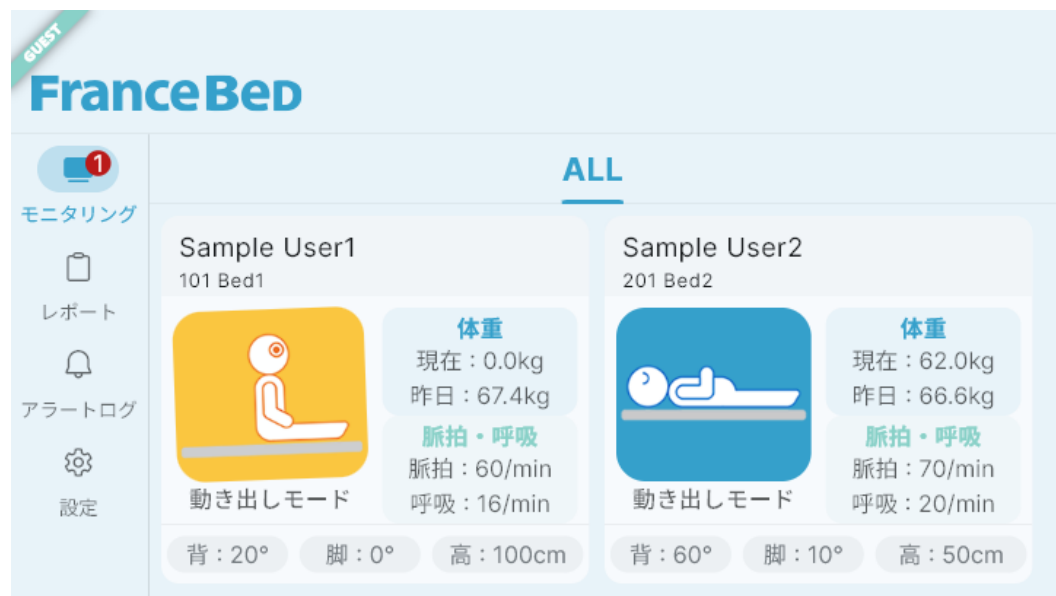 GUEST
FRANCEBED
ALL
1
モニタリング
レポート
アラートログ
設定
Sample User1
101 Bed1
体重
現在：0.0kg
昨日：67.4kg
脈拍・呼吸
脈拍：60/min
呼吸：16/min
動き出しモード
背：20°
脚：0°
高：100cm
Sample User2
201 Bed2
体重
現在：62.0kg
昨日：66.6kg
脈拍・呼吸
脈拍：70/min
呼吸：20/min
動き出しモード
背：60°
脚：10°
高：50cm